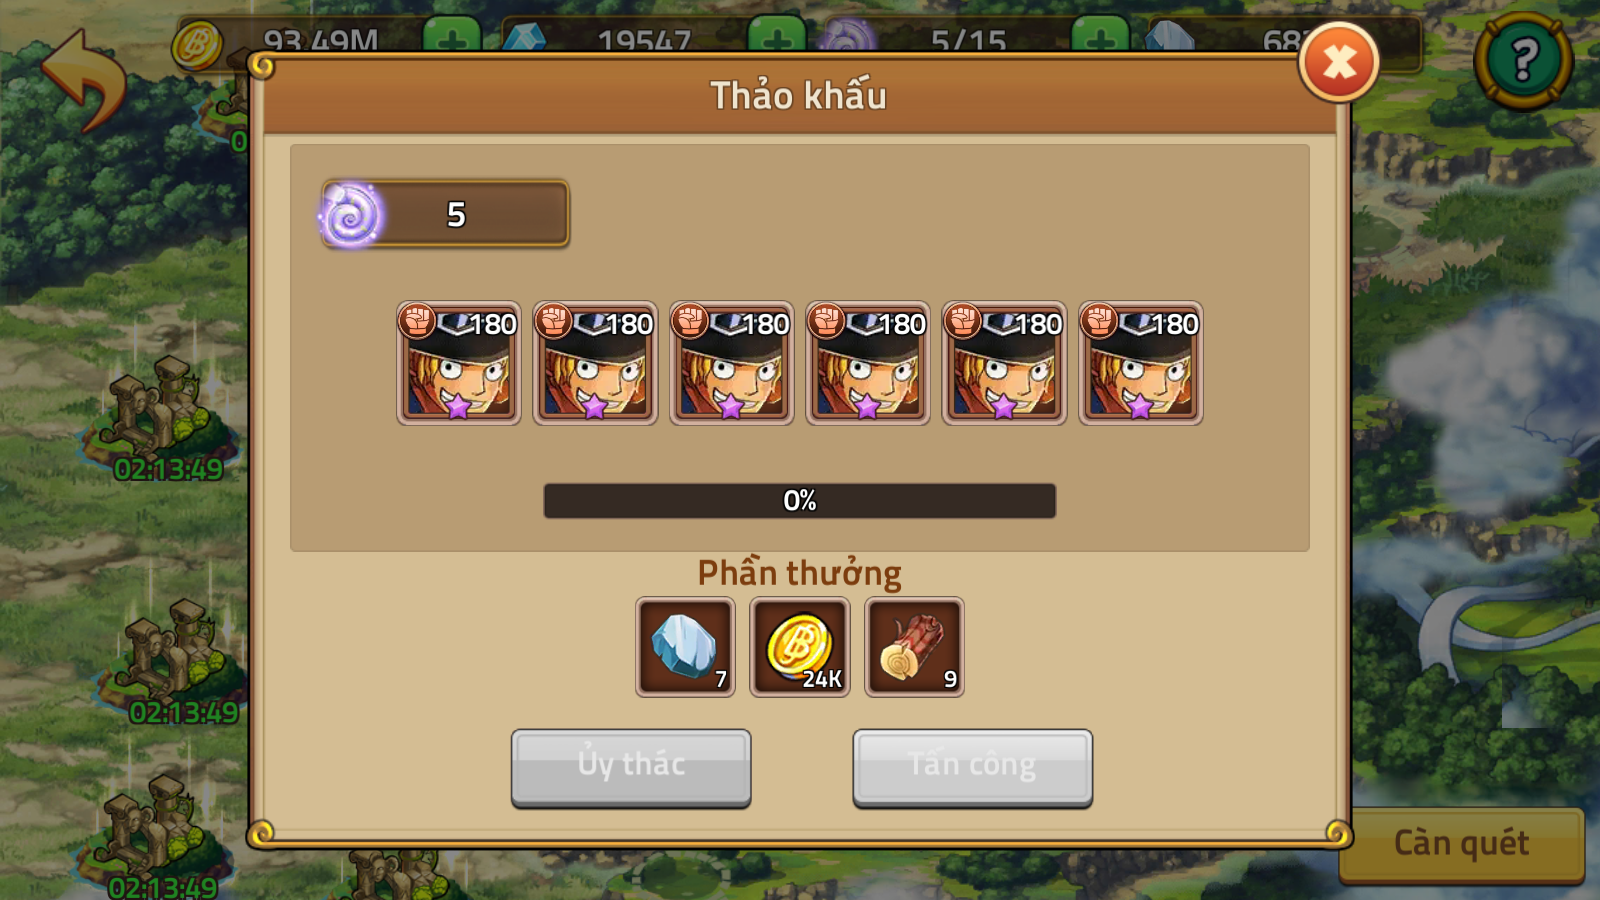 93.49M 19547 5/15
Thảo khấu
5
180 180 180 180 180 180
0%
Phần thưởng
7 24K 9
Ủy thác Tấn công
02:13:49
02:13:49
02:13:49
Càn quét